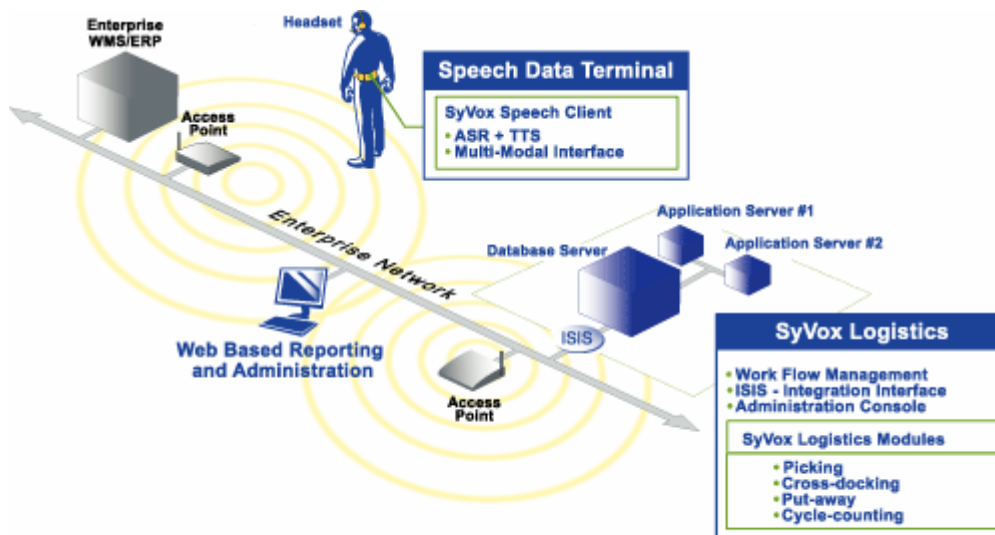 Enterprise
WMS/ERP
Headset
Access
Point
Speech Data Terminal
SyVox Speech Client
• ASR + TTS
• Multi-Modal Interface
Enterprise Network
Application Server #1
Application Server #2
Database Server
ISIS
Web Based Reporting
and Administration
Access
Point
SyVox Logistics
• Work Flow Management
• ISIS - Integration Interface
• Administration Console
SyVox Logistics Modules
• Picking
• Cross-docking
• Put-away
• Cycle-counting